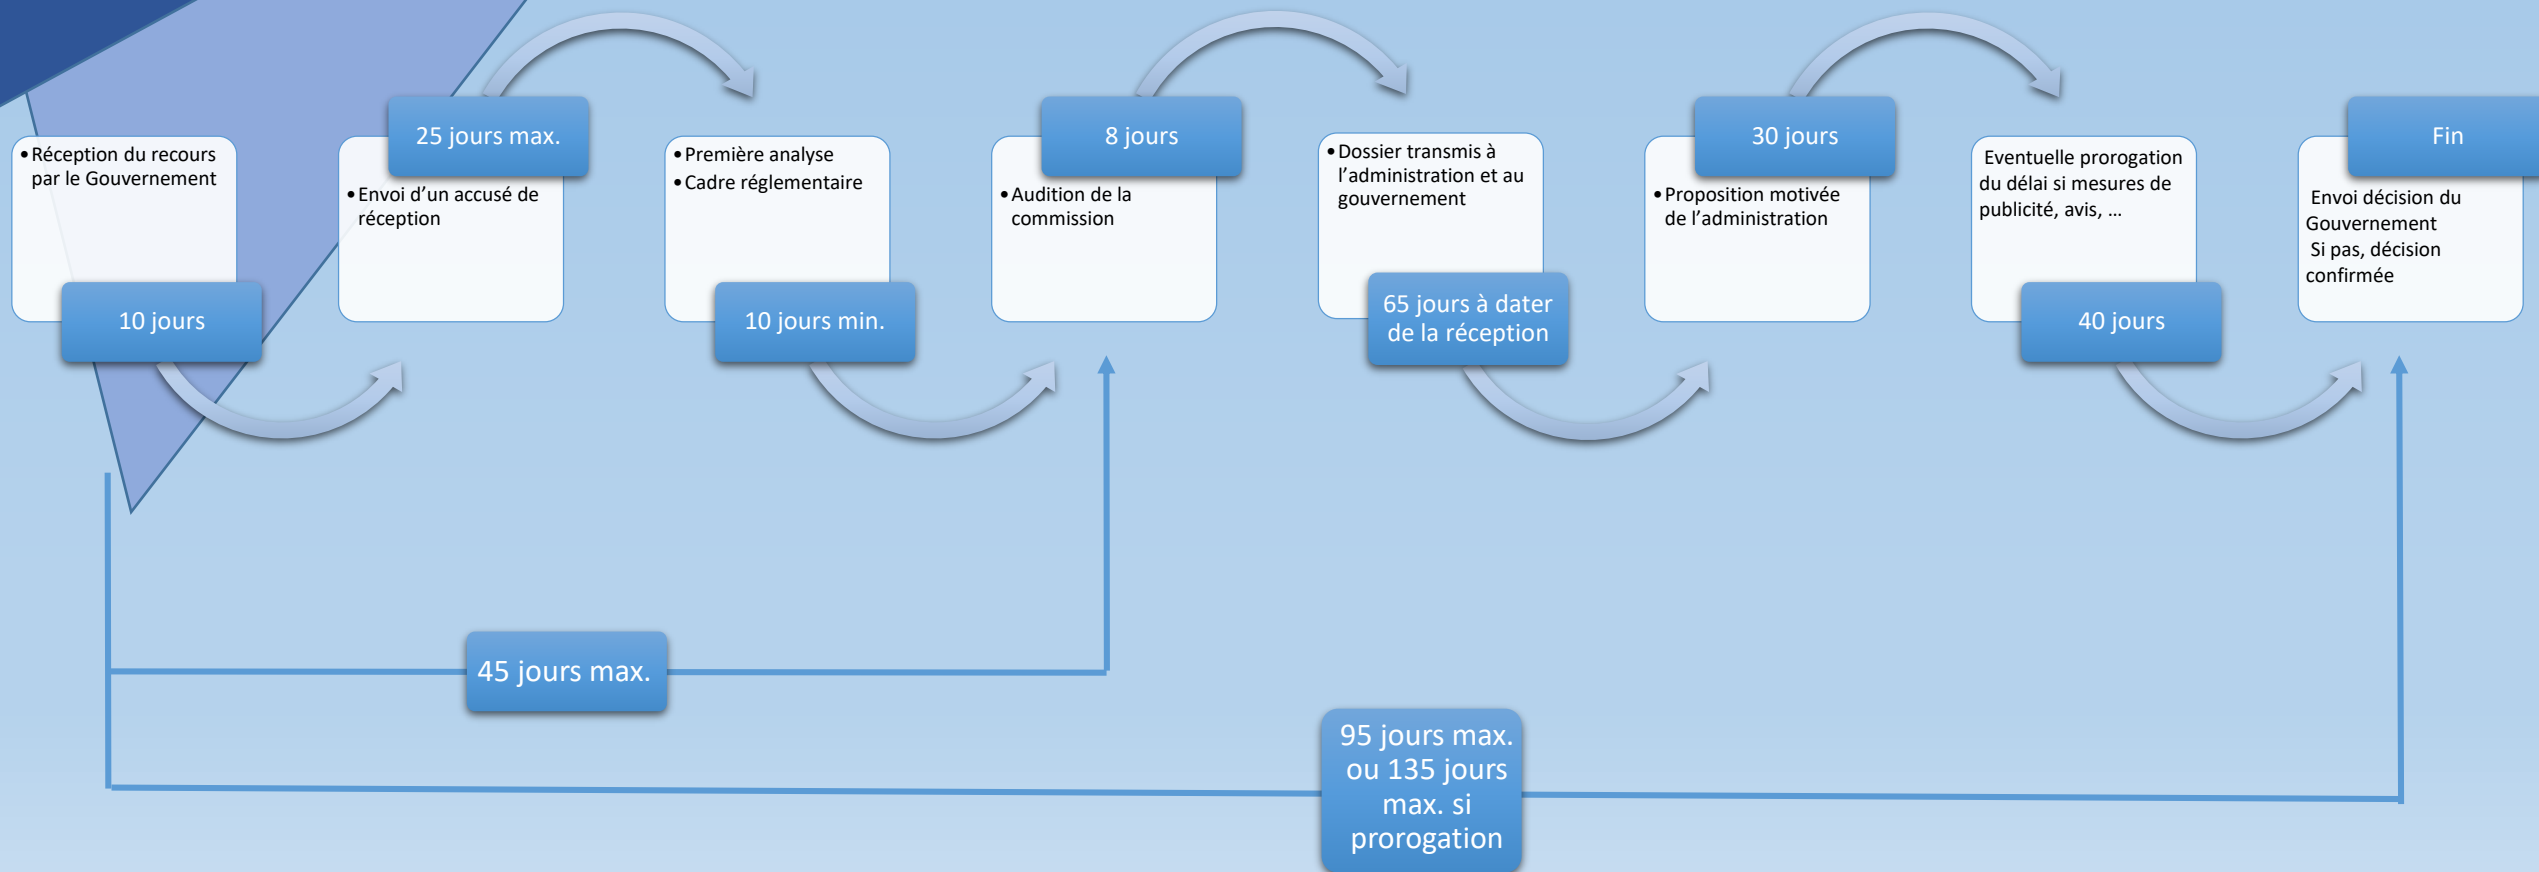 •Réception du recours
par le Gouvernement
10 jours
25 jours max.
•Envoi d’un accusé de
réception
•Première analyse
•Cadre réglementaire
10 jours min.
8 jours
•Audition de la
commission
•Dossier transmis à
l’administration et au
gouvernement
65 jours à dater
de la réception
30 jours
•Proposition motivée
de l’administration
Eventuelle prorogation
du délai si mesures de
publicité, avis, …
40 jours
Fin
Envoi décision du
Gouvernement
Si pas, décision
confirmée
45 jours max.
95 jours max.
ou 135 jours
max. si
prorogation